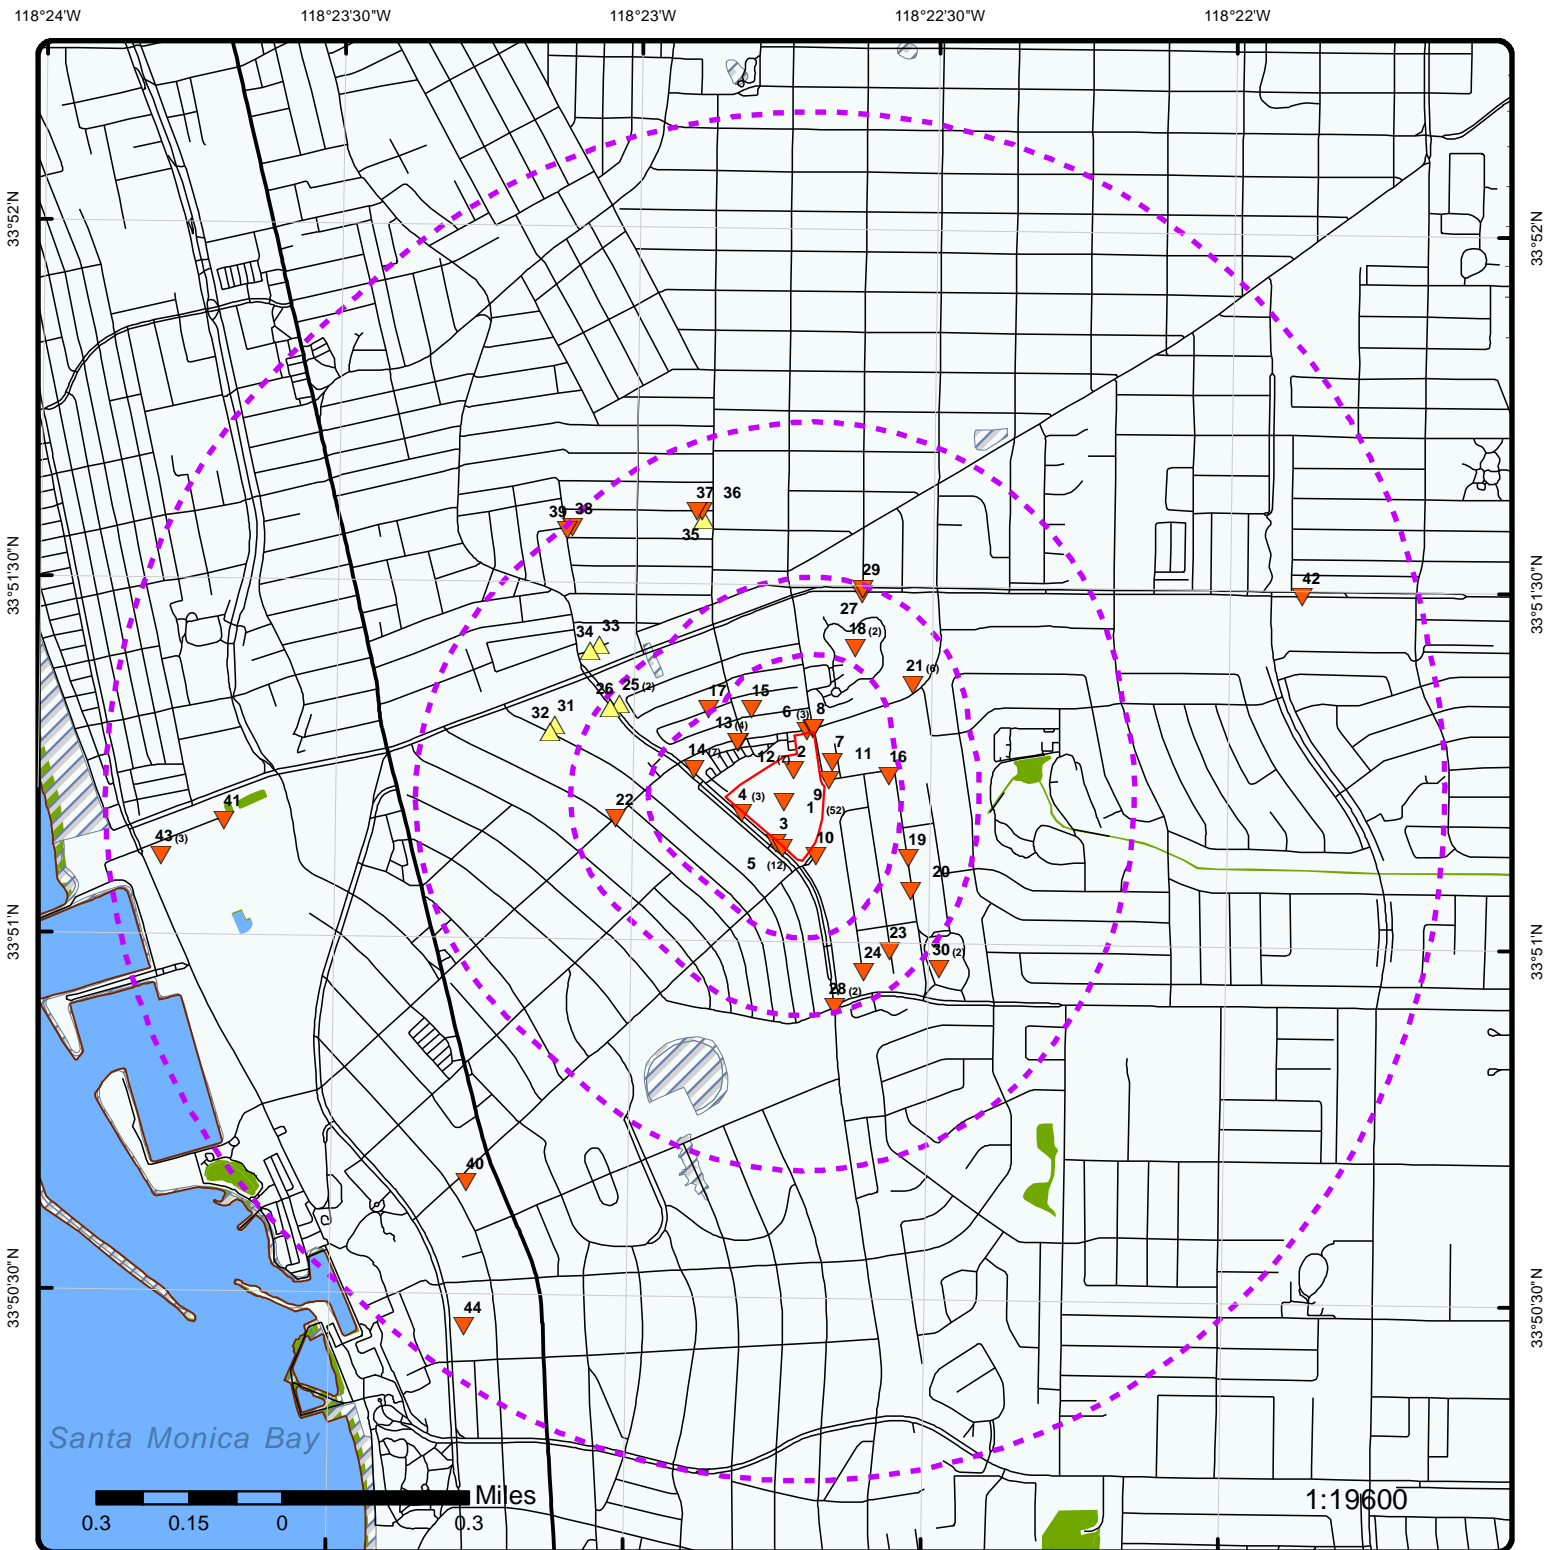 118°24'W 118°23'30"W 118°23'W 118°22'30"W 118°22'W
33°52'N
33°52'N
37 36
39 38
35
33°51'30"N
29
42
33°51'30"N
27
34 33
18 (2)
21 (6)
26 25 (2)
17 15
32 31
6 (3) 8
13 (4)
7
14 (7) 12 (7) 2
11 16
41
22
4 (3)
9
1 (52)
43 (3)
3
10
19
5 (12)
20
33°51'N
23
24
30 (2)
33°51'N
28 (2)
40
33°50'30"N
44
33°50'30"N
Santa Monica Bay
Miles
1:19600
0.3 0.15 0 0.3